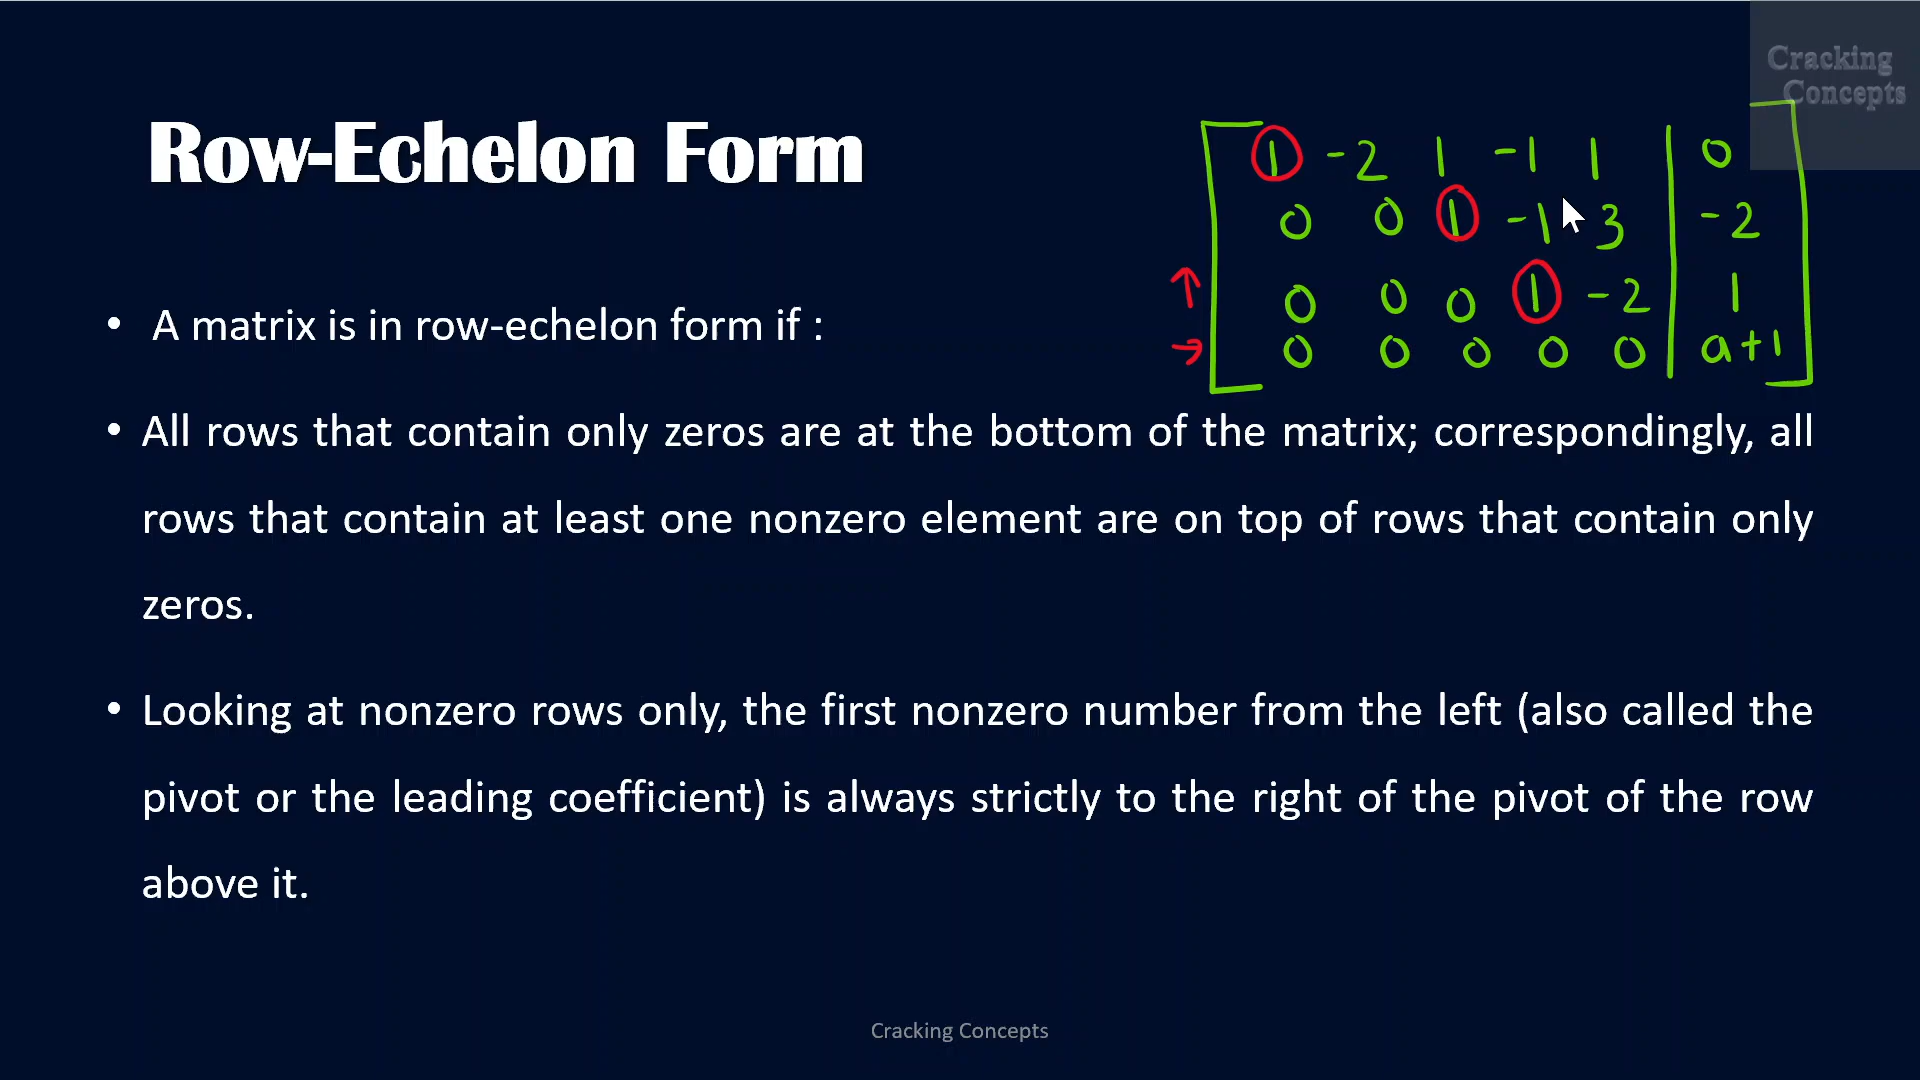 Cracking
Concepts
Row-Echelon Form
1 -2 1 -1 1 | 0
0 0 1 -1 3 | -2
0 0 0 1 -2 | 1
0 0 0 0 0 | a+1
• A matrix is in row-echelon form if :
• All rows that contain only zeros are at the bottom of the matrix; correspondingly, all
rows that contain at least one nonzero element are on top of rows that contain only
zeros.
• Looking at nonzero rows only, the first nonzero number from the left (also called the
pivot or the leading coefficient) is always strictly to the right of the pivot of the row
above it.
Cracking Concepts